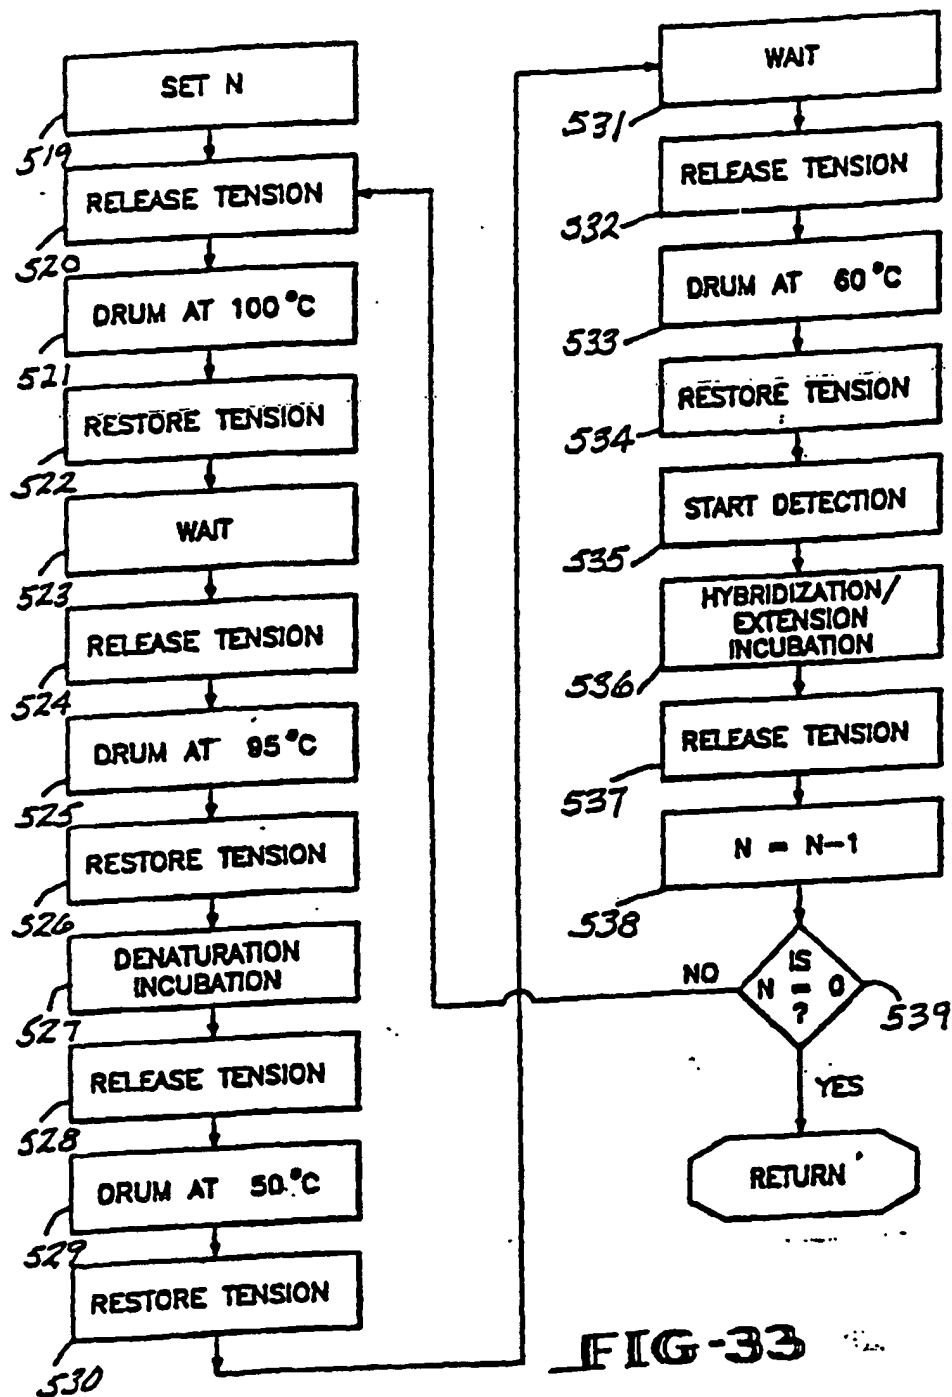 SET N
519
RELEASE TENSION
520
DRUM AT 100°C
521
RESTORE TENSION
522
WAIT
523
RELEASE TENSION
524
DRUM AT 95°C
525
RESTORE TENSION
526
DENATURATION
INCUBATION
527
RELEASE TENSION
528
DRUM AT 50°C
529
RESTORE TENSION
530
WAIT
531
RELEASE TENSION
532
DRUM AT 60°C
533
RESTORE TENSION
534
START DETECTION
535
HYBRIDIZATION/
EXTENSION
INCUBATION
536
RELEASE TENSION
537
N = N-1
538
NO
IS
N = 0
?
539
YES
RETURN
FIG-33